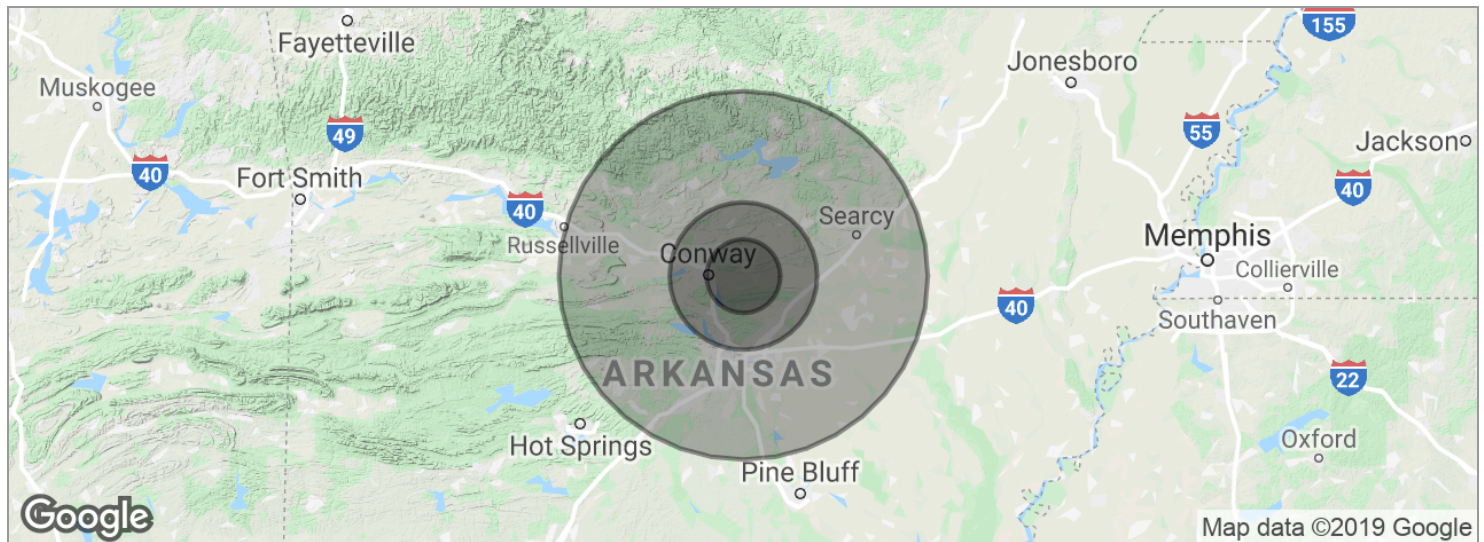 155
Fayetteville
Jonesboro
Muskogee
49
55
Jackson
40
Fort Smith
40
40
Searcy
Russellville
Conway
Memphis
Collierville
40
Southaven
ARKANSAS
22
Hot Springs
Oxford
Pine Bluff
Google
Map data ©2019 Google